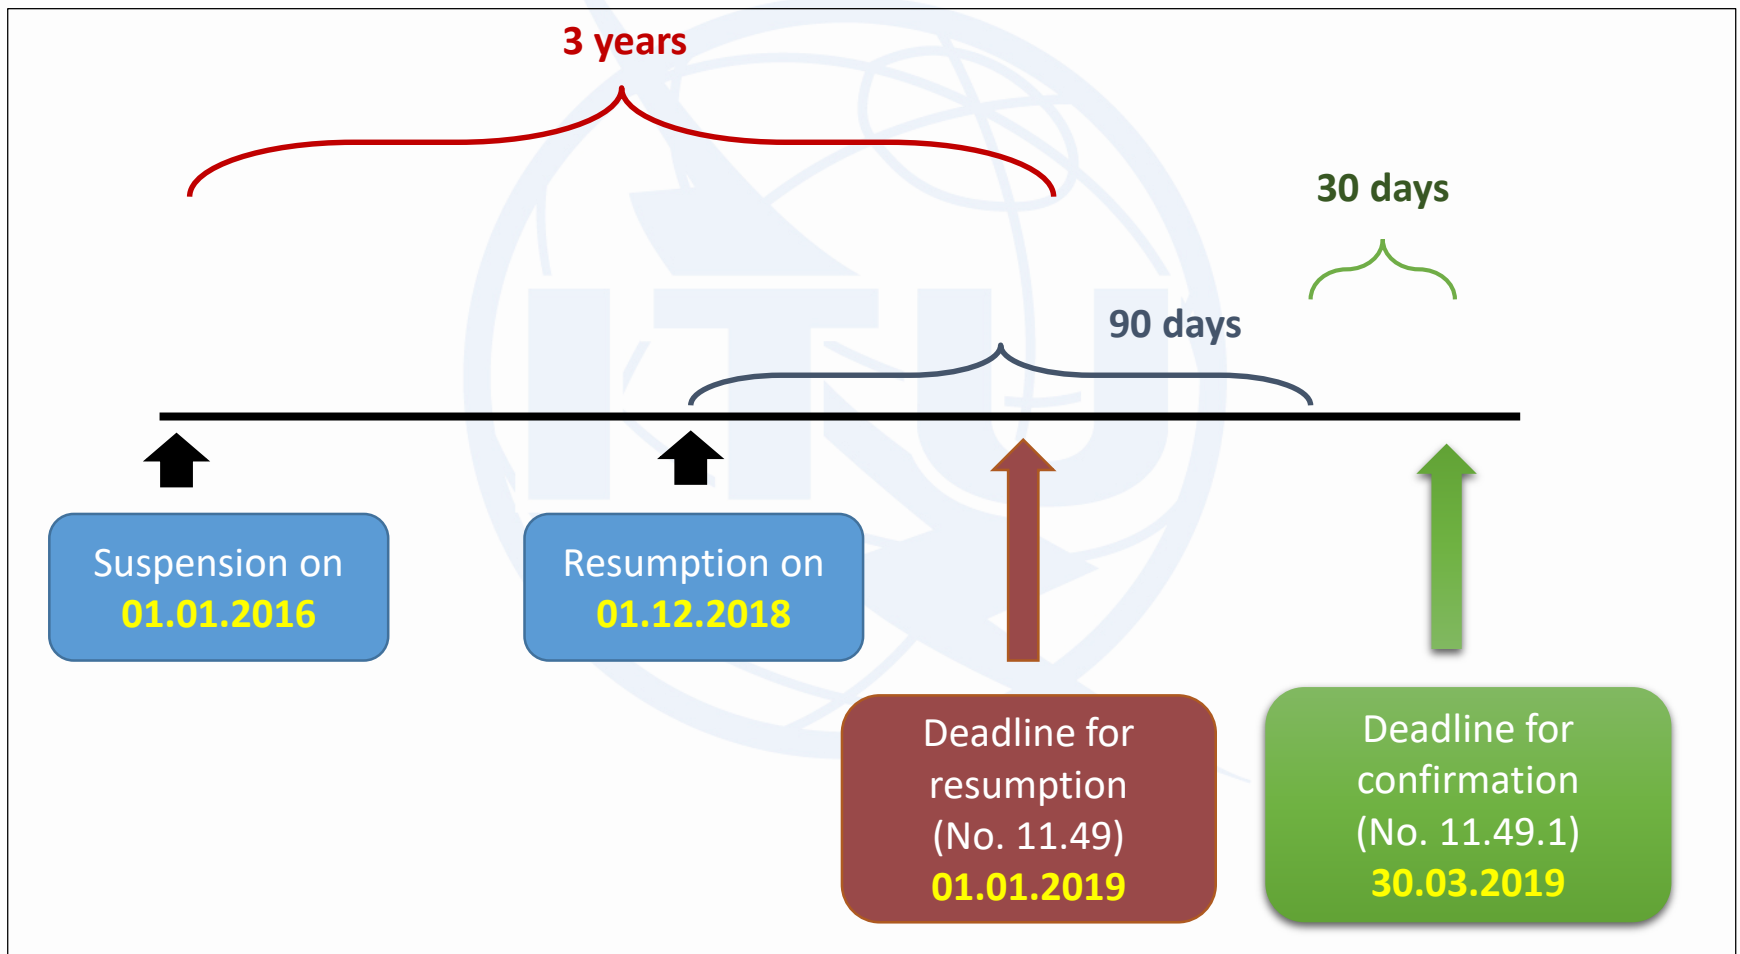 3 years
30 days
90 days
Suspension on
01.01.2016
Resumption on
01.12.2018
Deadline for
resumption
(No. 11.49)
01.01.2019
Deadline for
confirmation
(No. 11.49.1)
30.03.2019
ITU